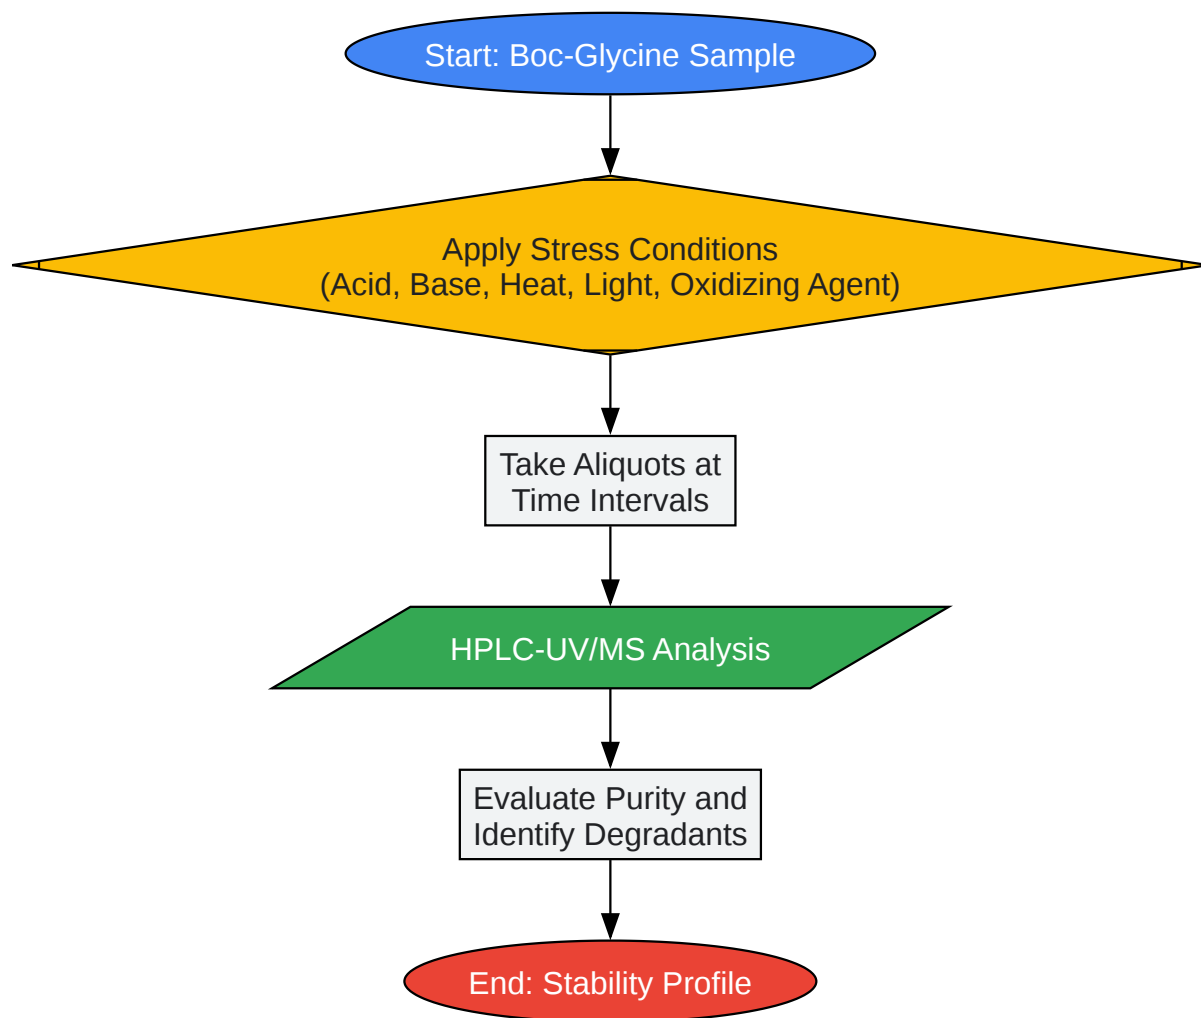 Start: Boc-Glycine Sample
Apply Stress Conditions
(Acid, Base, Heat, Light, Oxidizing Agent)
Take Aliquots at
Time Intervals
HPLC-UV/MS Analysis
Evaluate Purity and
Identify Degradants
End: Stability Profile